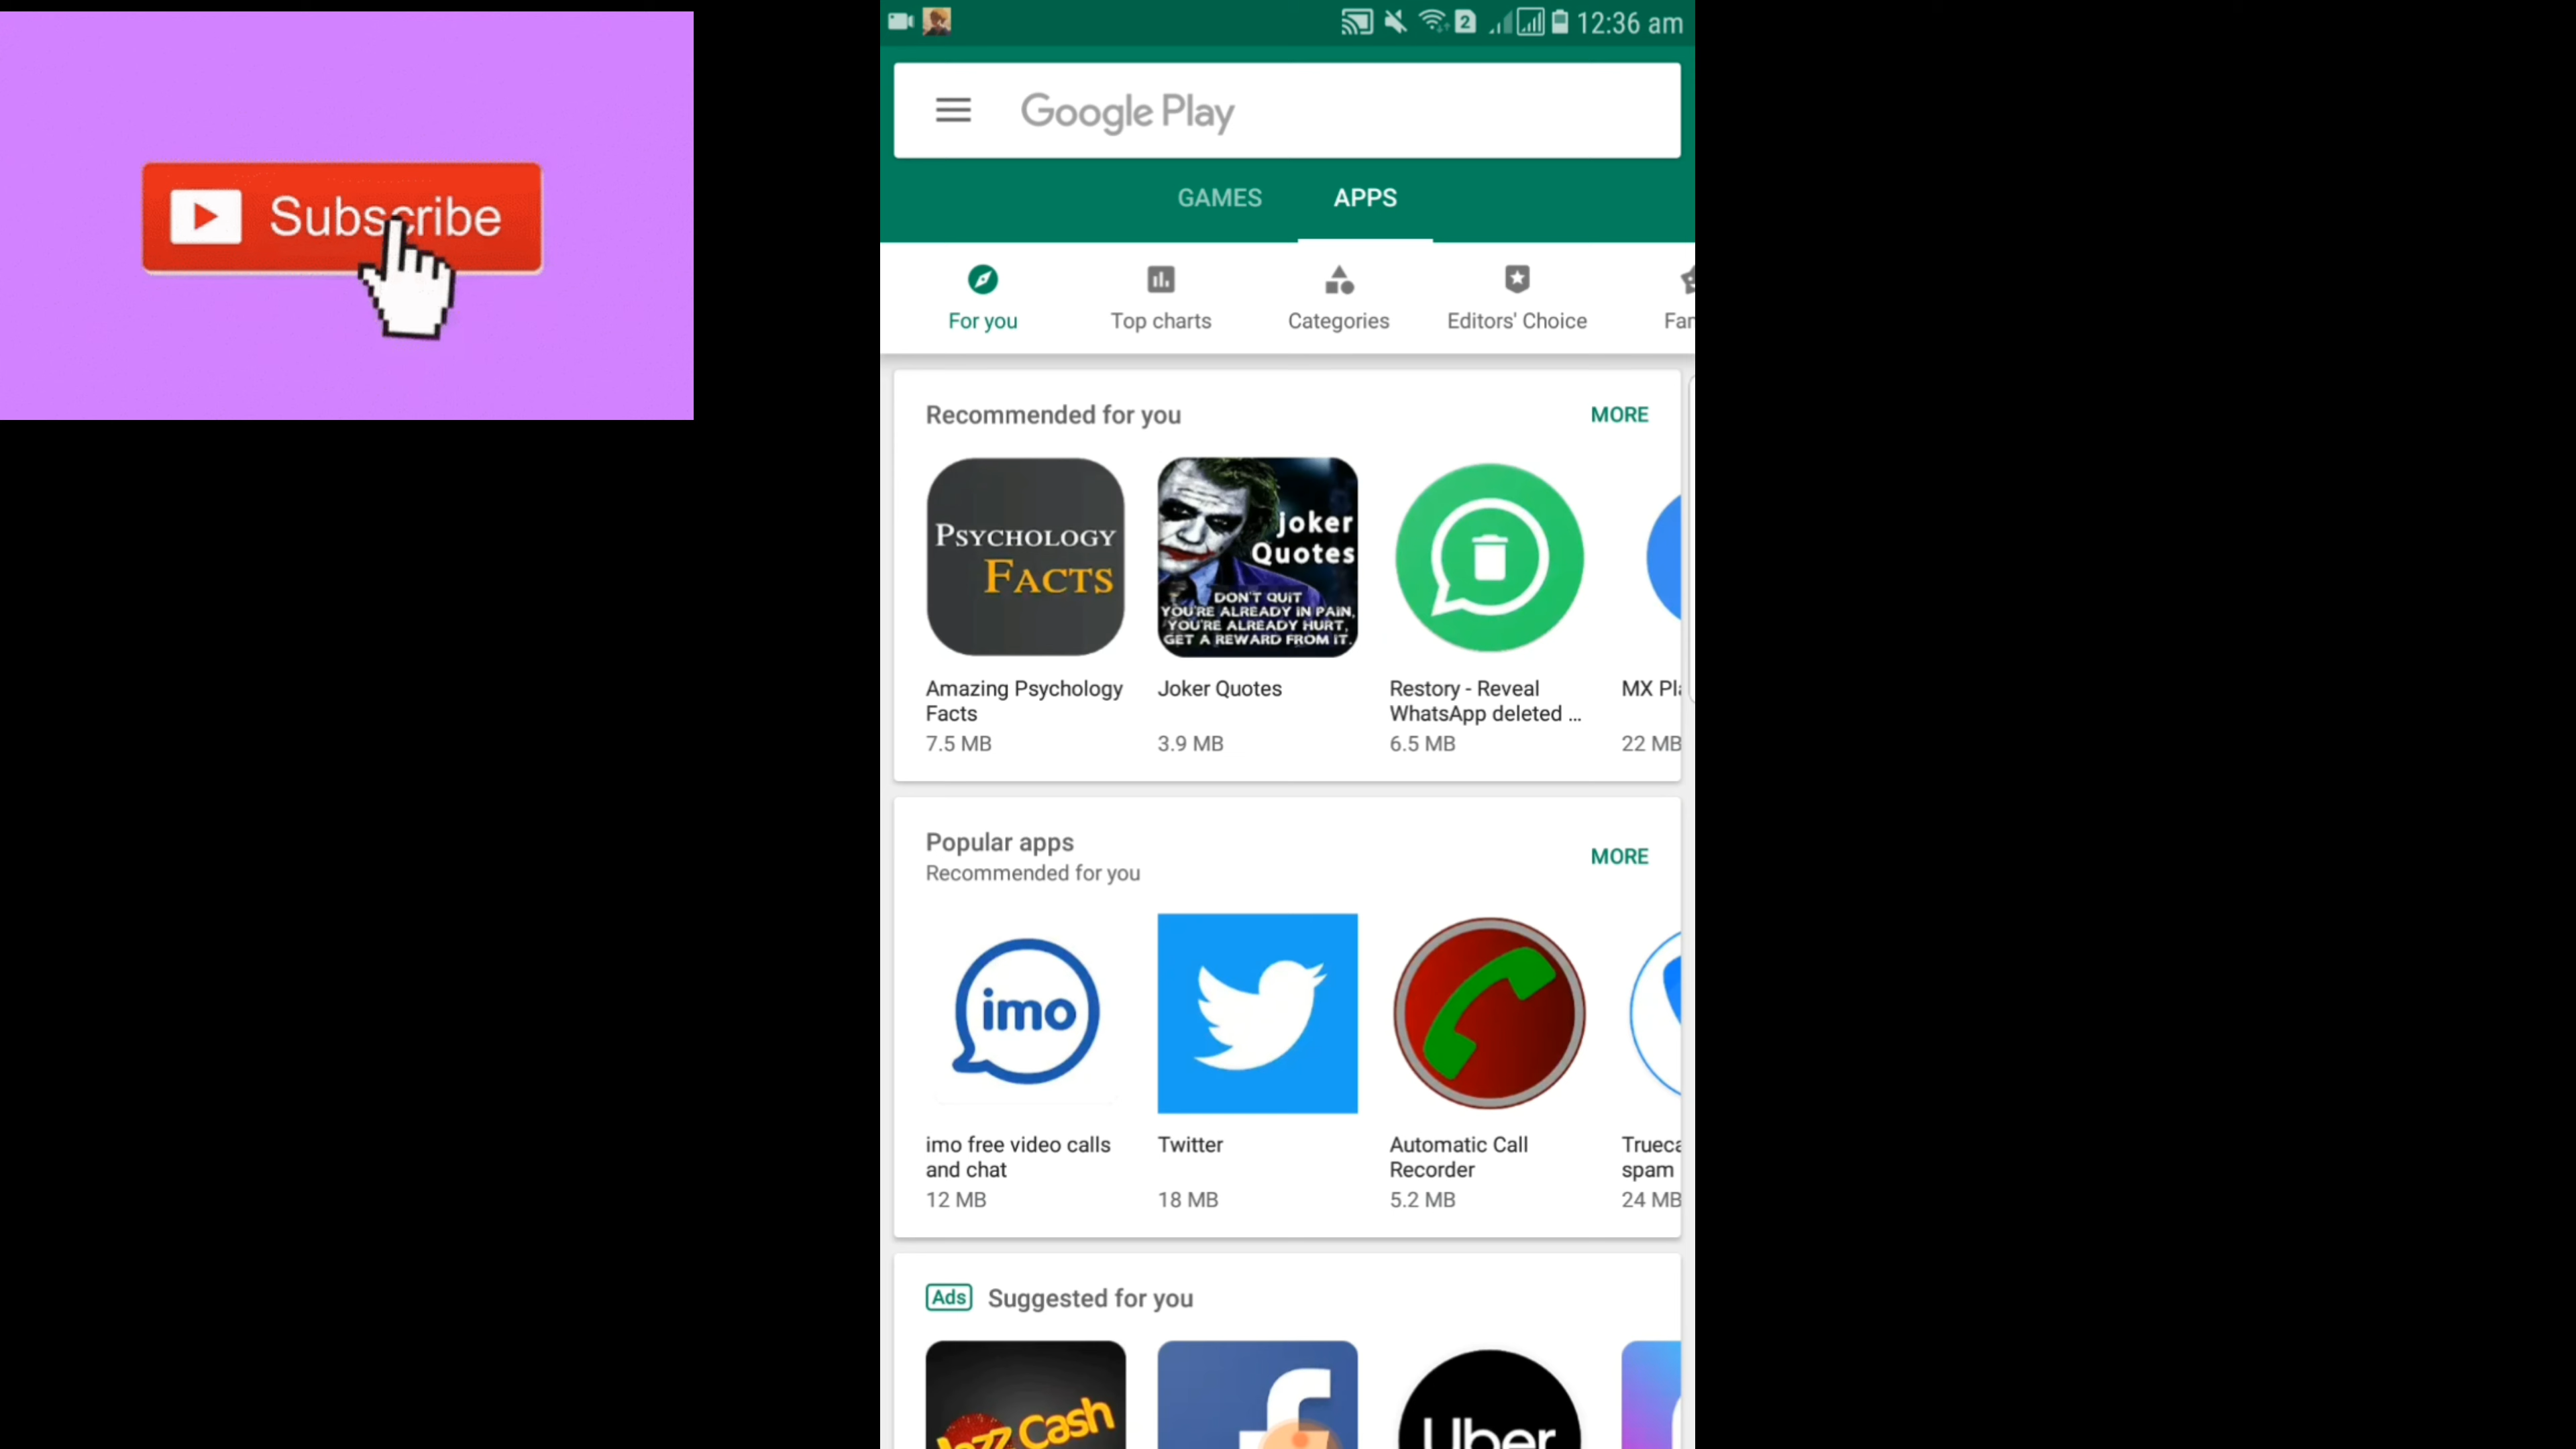 Subscribe
2
12:36 am
Google Play
GAMES
APPS
For you
Top charts
Categories
Editors' Choice
Recommended for you
MORE
PSYCHOLOGY
FACTS
joker
Quotes
DON'T QUIT
YOU'RE ALREADY IN PAIN,
YOU'RE ALREADY HURT,
GET A REWARD FROM IT.
Amazing Psychology
Facts
7.5 MB
Joker Quotes
3.9 MB
Restory - Reveal
WhatsApp deleted ...
6.5 MB
MX
22 MB
Popular apps
Recommended for you
MORE
imo
imo free video calls
and chat
12 MB
Twitter
18 MB
Automatic Call
Recorder
5.2 MB
spam
24 MB
Ads Suggested for you
Cash
f
Uber